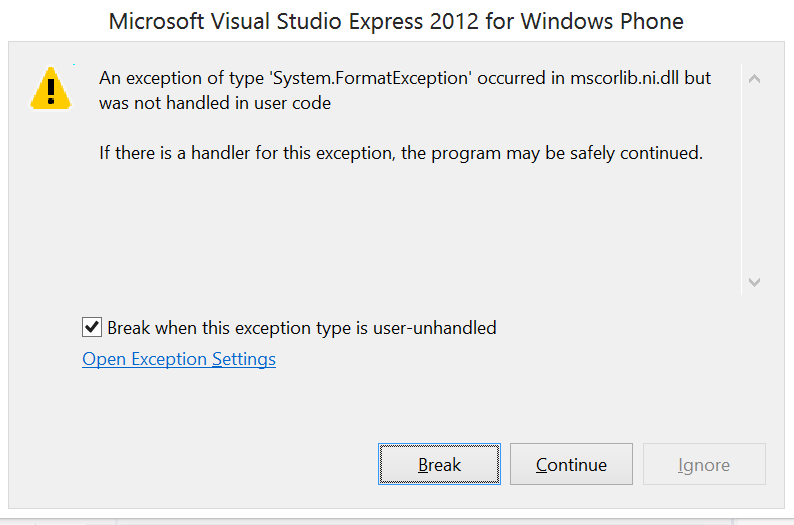 Microsoft Visual Studio Express 2012 for Windows Phone
An exception of type 'System.FormatException' occurred in mscorlib.ni.dll but
was not handled in user code
If there is a handler for this exception, the program may be safely continued.
Break when this exception type is user-unhandled
Open Exception Settings
Break
Continue
Ignore